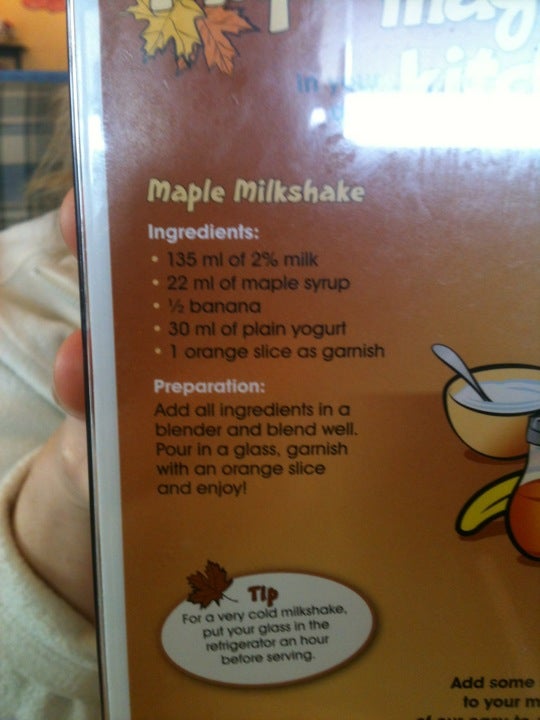 in your
Maple Milkshake
Ingredients:
• 135 ml of 2% milk
• 22 ml of maple syrup
• ½ banana
• 30 ml of plain yogurt
• 1 orange slice as garnish
Preparation:
Add all ingredients in a
blender and blend well.
Pour in a glass, garnish
with an orange slice
and enjoy!
Tip
For a very cold milkshake,
put your glass in the
refrigerator an hour
before serving.
Add some
to your m